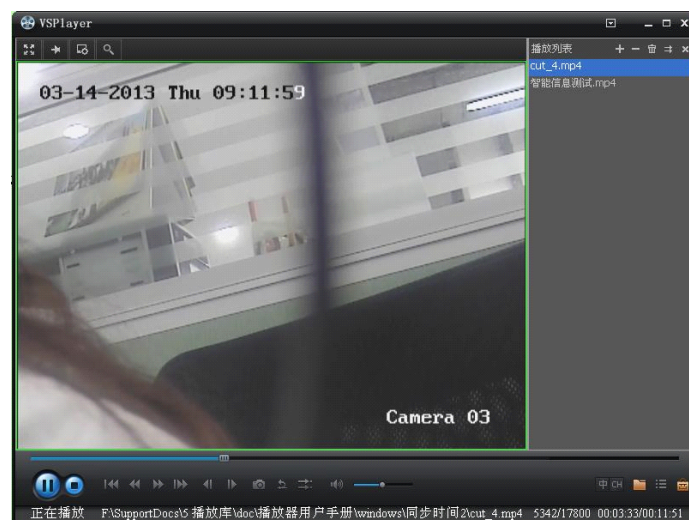 VSPlayer
播放列表
cut_4.mp4
智能信息测试.mp4
03-14-2013 Thu 09:11:59
Camera 03
中 CH
正在播放 F:\SupportDocs\5 播放库\doc\播放器用户手册\windows\同步时间2\cut_4.mp4 5342/17800 00:03:33/00:11:51